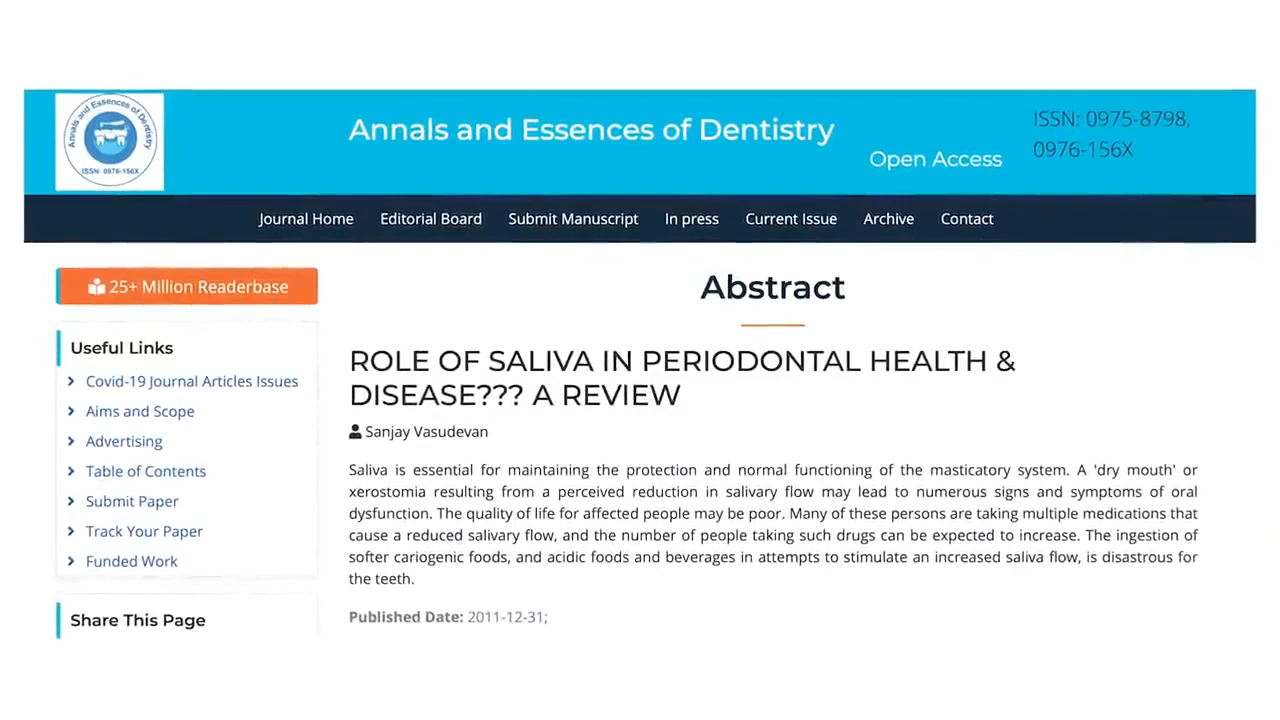 Annals and Essences of Dentistry
ISSN: 0976-156X
Annals and Essences of Dentistry
Open Access
ISSN: 0975-8798,
0976-156X
Journal Home Editorial Board Submit Manuscript In press Current Issue Archive Contact
25+ Million Readerbase
Useful Links
Covid-19 Journal Articles Issues
Aims and Scope
Advertising
Table of Contents
Submit Paper
Track Your Paper
Funded Work
Share This Page
Abstract
ROLE OF SALIVA IN PERIODONTAL HEALTH &
DISEASE??? A REVIEW
Sanjay Vasudevan
Saliva is essential for maintaining the protection and normal functioning of the masticatory system. A 'dry mouth' or
xerostomia resulting from a perceived reduction in salivary flow may lead to numerous signs and symptoms of oral
dysfunction. The quality of life for affected people may be poor. Many of these persons are taking multiple medications that
cause a reduced salivary flow, and the number of people taking such drugs can be expected to increase. The ingestion of
softer cariogenic foods, and acidic foods and beverages in attempts to stimulate an increased saliva flow, is disastrous for
the teeth.
Published Date: 2011-12-31;